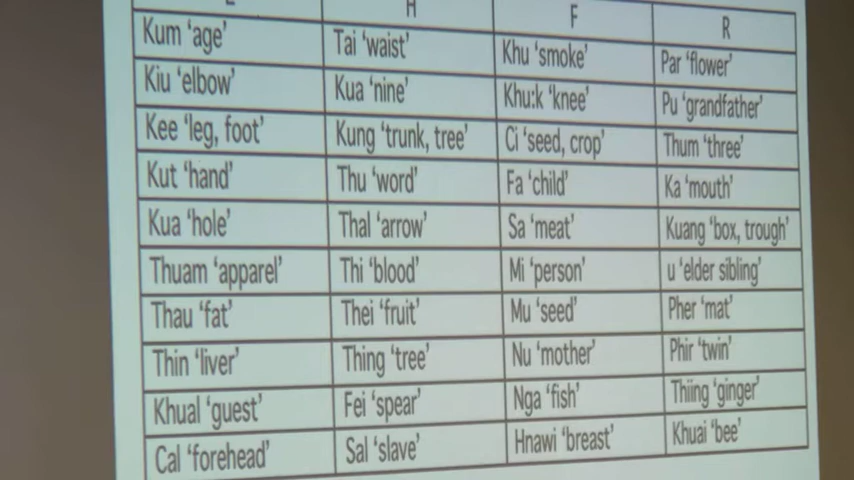 L H F R
Kum ‘age’ Tai ‘waist’ Khu ‘smoke’ Par ‘flower’
Kiu ‘elbow’ Kua ‘nine’ Khu:k ‘knee’ Pu ‘grandfather’
Kee ‘leg, foot’ Kung ‘trunk, tree’ Ci ‘seed, crop’ Thum ‘three’
Kut ‘hand’ Thu ‘word’ Fa ‘child’ Ka ‘mouth’
Kua ‘hole’ Thal ‘arrow’ Sa ‘meat’ Kuang ‘box, trough’
Thuam ‘apparel’ Thi ‘blood’ Mi ‘person’ u ‘elder sibling’
Thau ‘fat’ Thei ‘fruit’ Mu ‘seed’ Pher ‘mat’
Thin ‘liver’ Thing ‘tree’ Nu ‘mother’ Phir ‘twin’
Khual ‘guest’ Fei ‘spear’ Nga ‘fish’ Thiing ‘ginger’
Cal ‘forehead’ Sal ‘slave’ Hnawi ‘breast’ Khuai ‘bee’